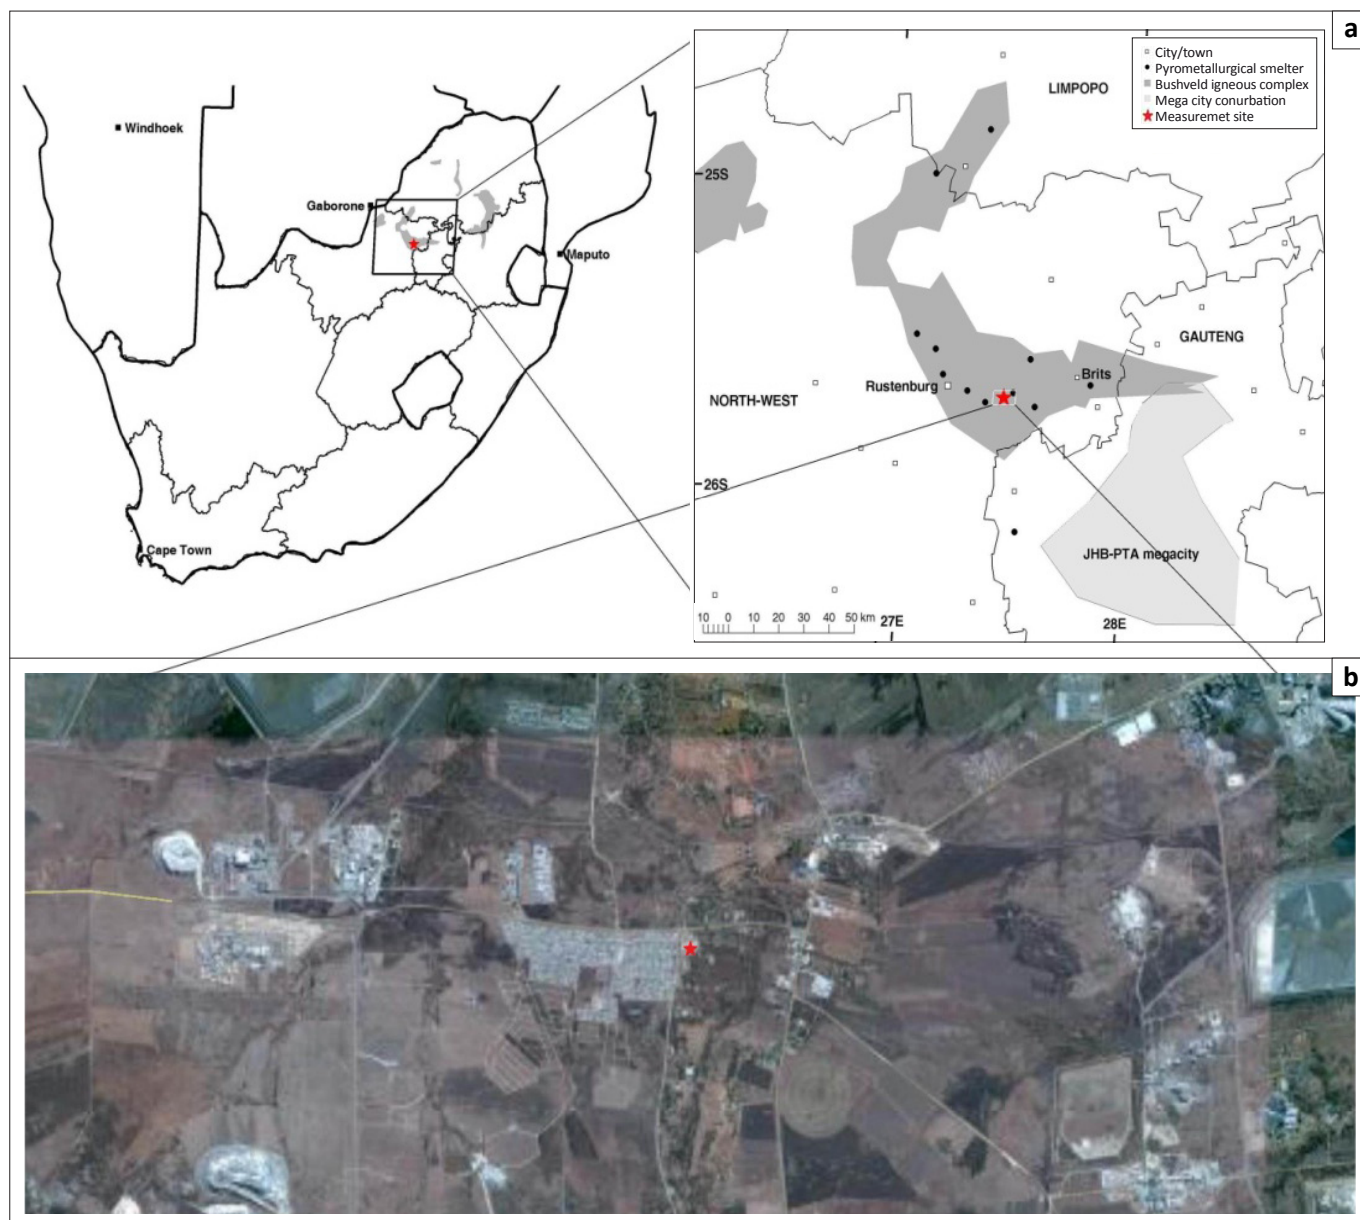 a
City/town
Pyrometallurgical smelter
Bushveld igneous complex
Mega city conurbation
Measuremet site
LIMPOPO
Windhoek
25S
Gaborone
Maputo
GAUTENG
Brits
Rustenburg
NORTH-WEST
26S
Cape Town
JHB-PTA megacity
10 0 10 20 30 40 50 km
27E
28E
b